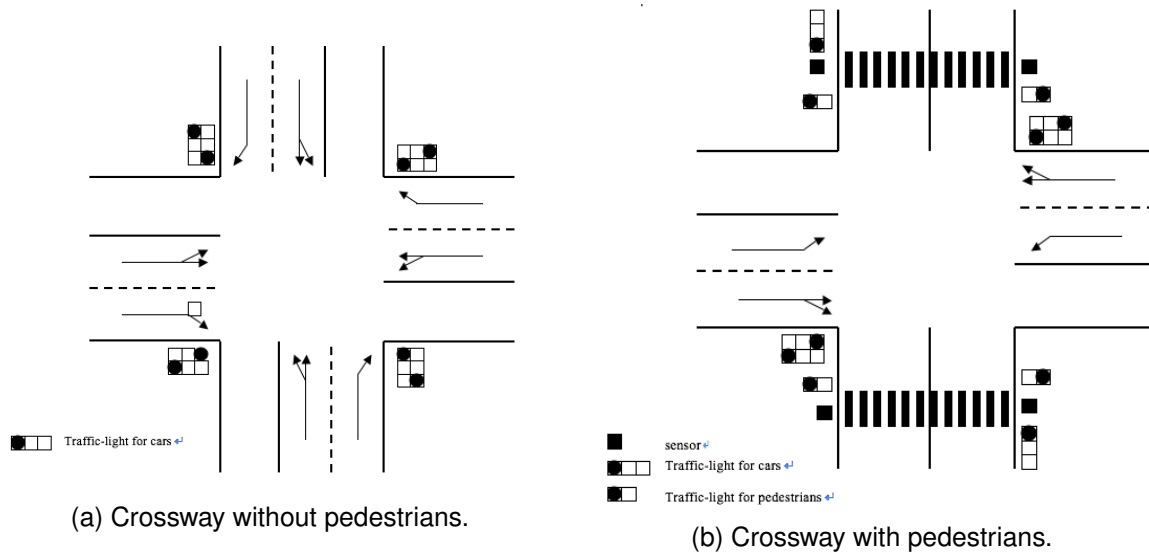 Traffic-light for cars ↵
(a) Crossway without pedestrians.
sensor↵
Traffic-light for cars ↵
Traffic-light for pedestrians ↵
(b) Crossway with pedestrians.